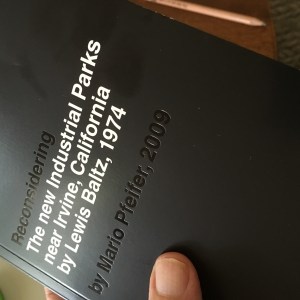 Reconsidering
The new Industrial Parks
near Irvine, California
by Lewis Baltz, 1974
by Mario Pfeifer, 2009